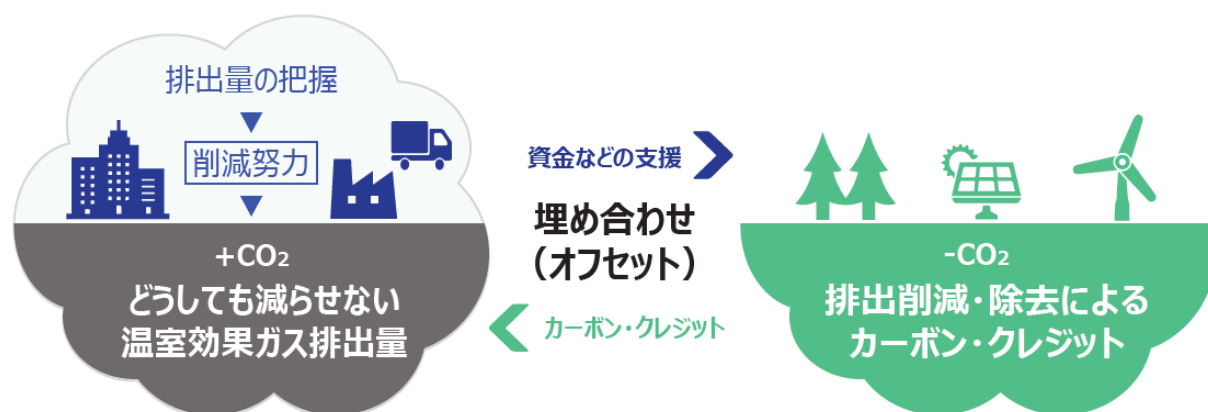 排出量の把握
削減努力
+CO₂
どうしても減らせない
温室効果ガス排出量
資金などの支援
埋め合わせ
（オフセット）
カーボン・クレジット
-CO₂
排出削減・除去による
カーボン・クレジット